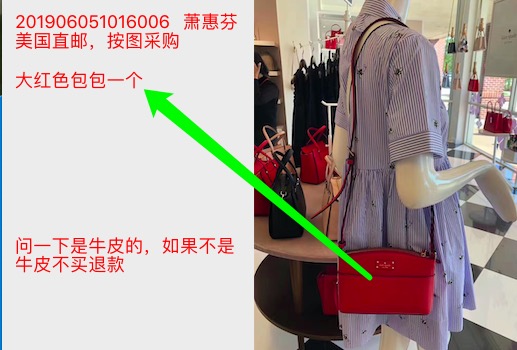 201906051016006 萧惠芬
美国直邮，按图采购
大红色包包一个
问一下是牛皮的，如果不是
牛皮不买退款